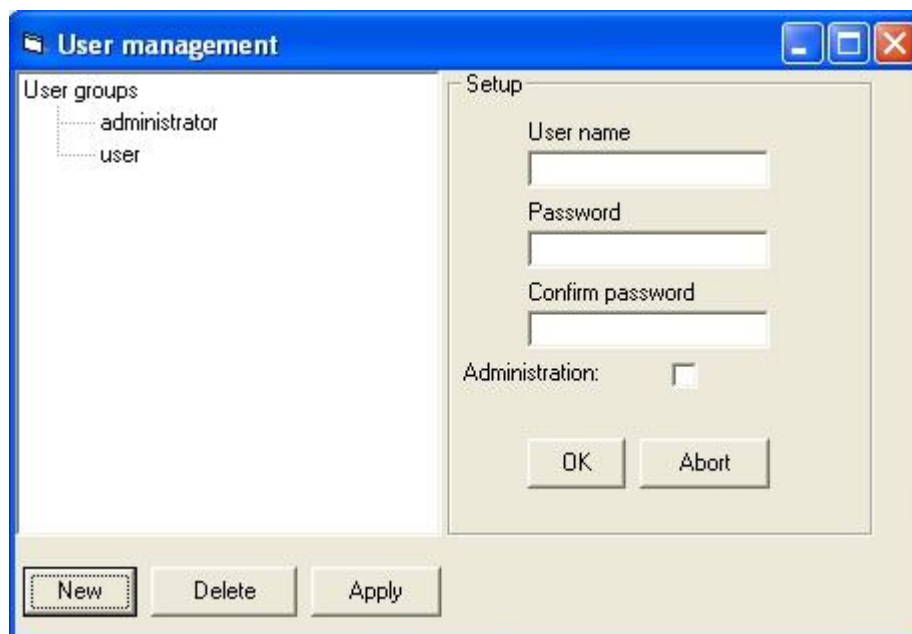 User management
User groups
administrator
user
Setup
User name
Password
Confirm password
Administration:
OK Abort
New Delete Apply